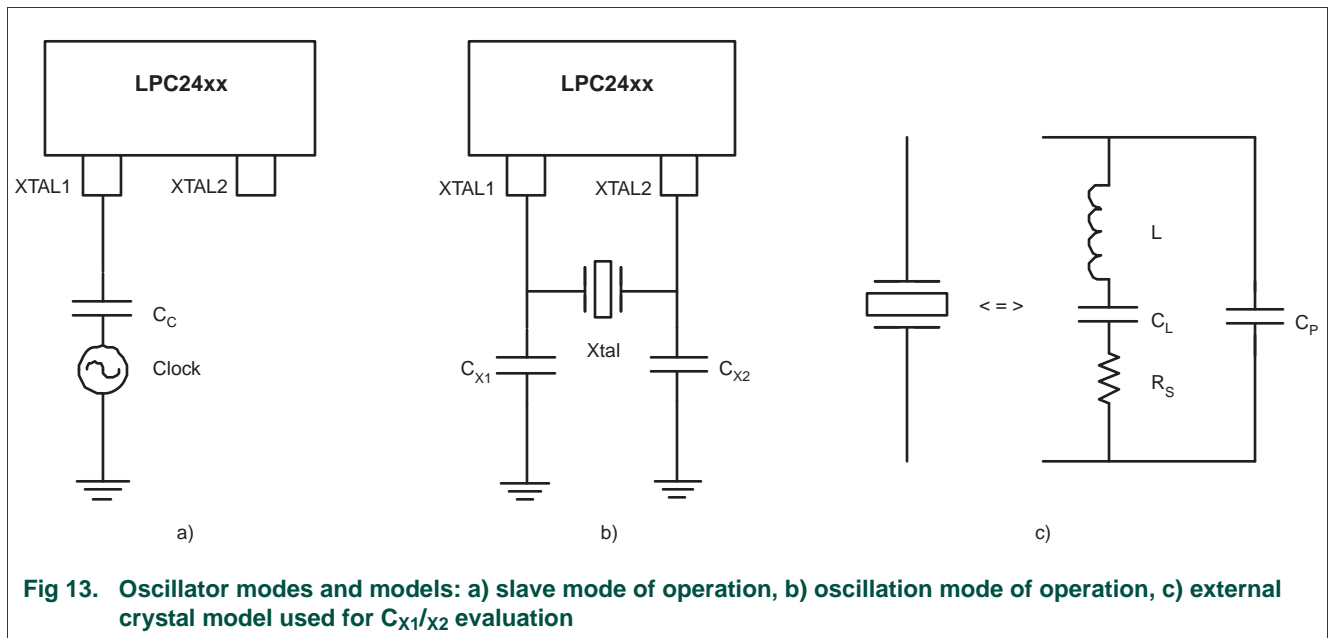 LPC24xx
LPC24xx
XTAL1 XTAL2
XTAL1 XTAL2
C_C
Clock
Xtal
C_X1 C_X2
L
< = >
C_L
C_P
R_S
a)
b)
c)
Fig 13. Oscillator modes and models: a) slave mode of operation, b) oscillation mode of operation, c) external
crystal model used for C_X1/X2 evaluation